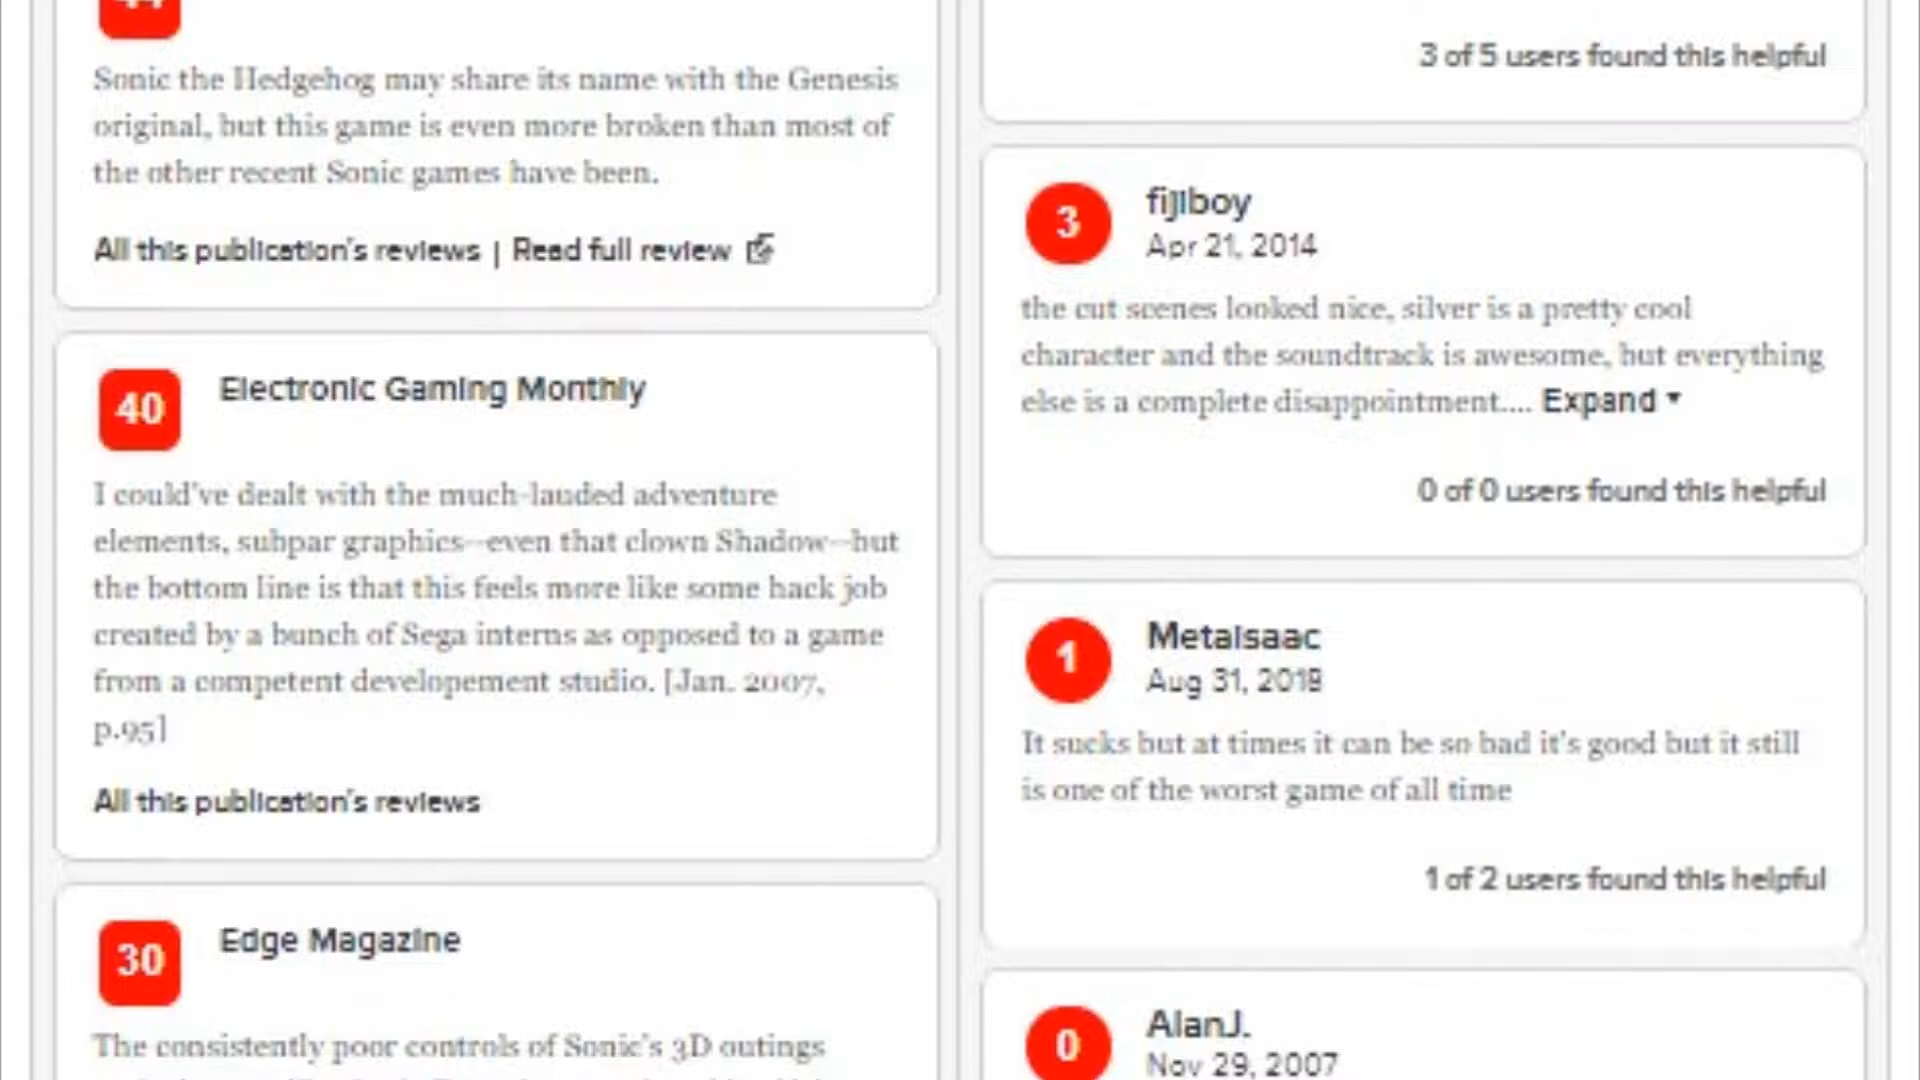 44
Sonic the Hedgehog may share its name with the Genesis
original, but this game is even more broken than most of
the other recent Sonic games have been.
All this publication's reviews | Read full review
40
Electronic Gaming Monthly
I could've dealt with the much-lauded adventure
elements, subpar graphics--even that clown Shadow--but
the bottom line is that this feels more like some hack job
created by a bunch of Sega interns as opposed to a game
from a competent developement studio. [Jan. 2007,
p.95]
All this publication's reviews
30
Edge Magazine
The consistently poor controls of Sonic's 3D outings
3 of 5 users found this helpful
3
fijiboy
Apr 21, 2014
the cut scenes looked nice, silver is a pretty cool
character and the soundtrack is awesome, but everything
else is a complete disappointment.... Expand
0 of 0 users found this helpful
1
MetaIsaac
Aug 31, 2019
It sucks but at times it can be so bad it's good but it still
is one of the worst game of all time
1 of 2 users found this helpful
0
AlanJ.
Nov 29, 2007